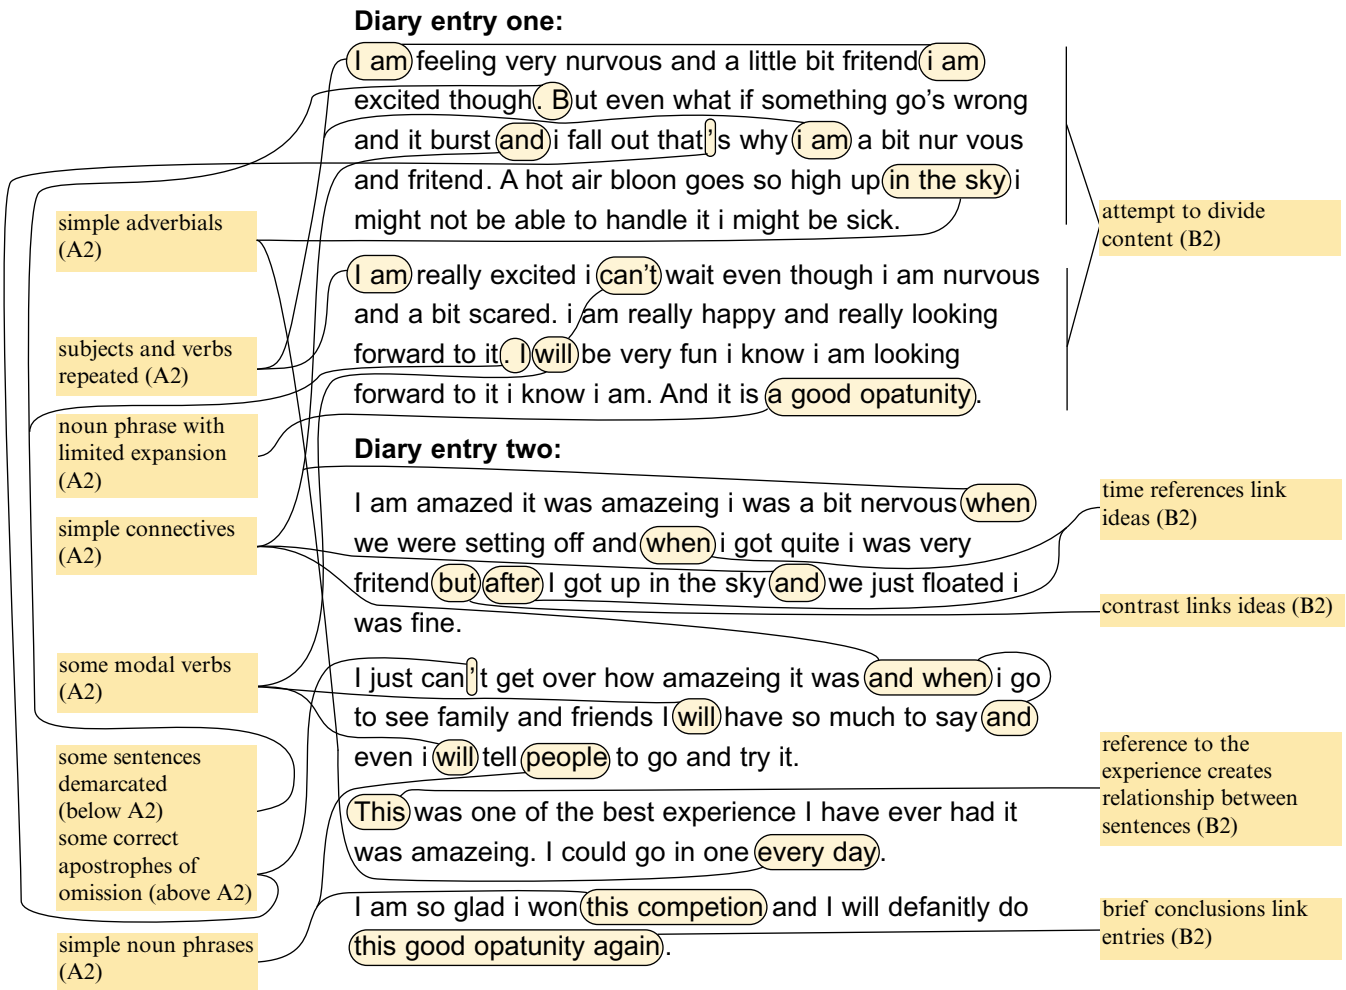 Diary entry one:
I am feeling very nurvous and a little bit fritend i am
excited though. But even what if something go's wrong
and it burst and i fall out that's why i am a bit nur vous
and fritend. A hot air bloon goes so high up in the sky i
might not be able to handle it i might be sick.
I am really excited i can't wait even though i am nurvous
and a bit scared. i am really happy and really looking
forward to it. I will be very fun i know i am looking
forward to it i know i am. And it is a good opatunity.
Diary entry two:
I am amazed it was amazeing i was a bit nervous when
we were setting off and when i got quite i was very
fritend but after I got up in the sky and we just floated i
was fine.
I just can't get over how amazeing it was and when i go
to see family and friends I will have so much to say and
even i will tell people to go and try it.
This was one of the best experience I have ever had it
was amazeing. I could go in one every day.
I am so glad i won this competion and I will defanitly do
this good opatunity again.
simple adverbials
(A2)
subjects and verbs
repeated (A2)
noun phrase with
limited expansion
(A2)
simple connectives
(A2)
some modal verbs
(A2)
some sentences
demarcated
(below A2)
some correct
apostrophes of
omission (above A2)
simple noun phrases
(A2)
attempt to divide
content (B2)
time references link
ideas (B2)
contrast links ideas (B2)
reference to the
experience creates
relationship between
sentences (B2)
brief conclusions link
entries (B2)